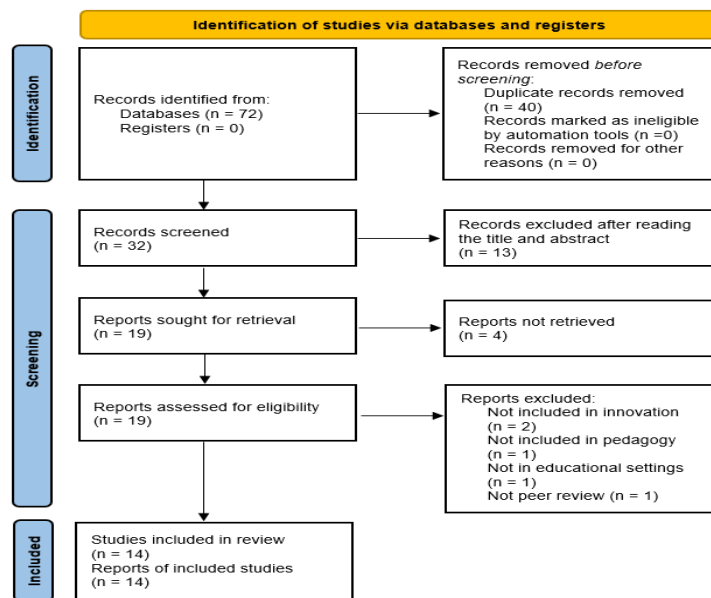 Identification of studies via databases and registers
Identification
Records identified from:
Databases (n = 72)
Registers (n = 0)
Records removed before
screening:
Duplicate records removed
(n = 40)
Records marked as ineligible
by automation tools (n =0)
Records removed for other
reasons (n = 0)
Screening
Records screened
(n = 32)
Records excluded after reading
the title and abstract
(n = 13)
Reports sought for retrieval
(n = 19)
Reports not retrieved
(n = 4)
Reports assessed for eligibility
(n = 19)
Reports excluded:
Not included in innovation
(n = 2)
Not included in pedagogy
(n = 1)
Not in educational settings
(n = 1)
Not peer review (n = 1)
Included
Studies included in review
(n = 14)
Reports of included studies
(n = 14)